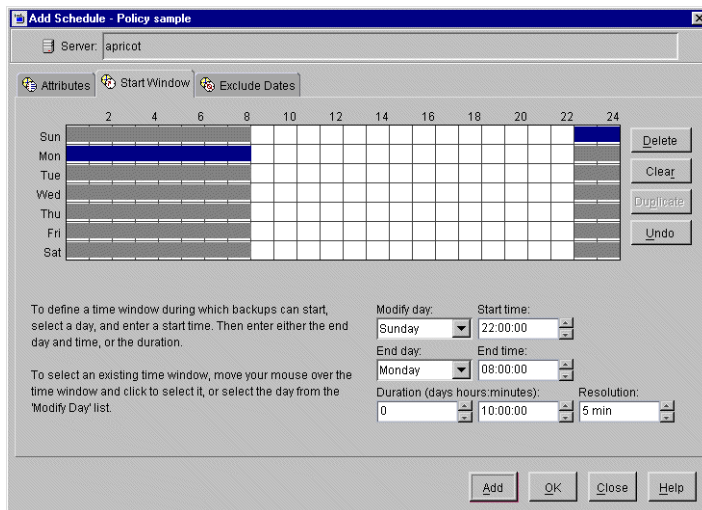 Add Schedule - Policy sample
Server: apricot
Attributes Start Window Exclude Dates
2 4 6 8 10 12 14 16 18 20 22 24
Sun
Mon
Tue
Wed
Thu
Fri
Sat
Delete
Clear
Duplicate
Undo
To define a time window during which backups can start,
select a day, and enter a start time. Then enter either the end
day and time, or the duration.
To select an existing time window, move your mouse over the
time window and click to select it, or select the day from the
'Modify Day' list.
Modify day: Start time:
Sunday 22:00:00
End day: End time:
Monday 08:00:00
Duration (days hours:minutes): Resolution:
0 10:00:00 5 min
Add OK Close Help